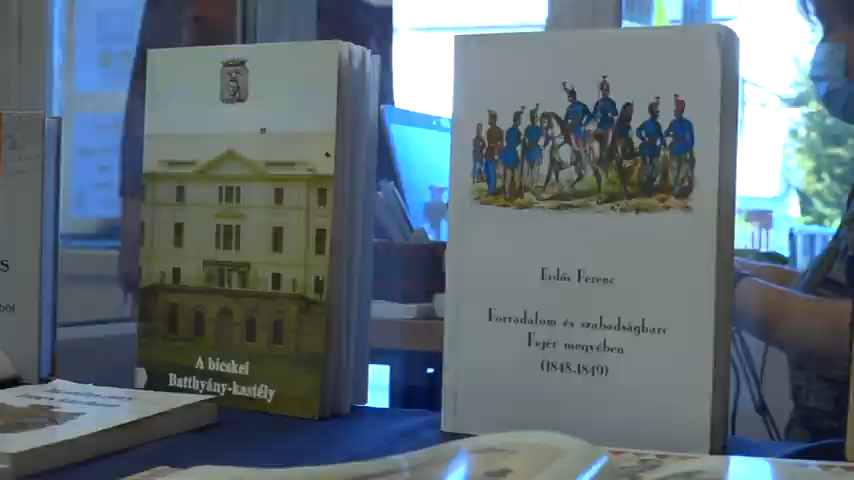 A bicskei
Batthyány-kastély
Erdős Ferenc
Forradalom és szabadságharc
Fejér megyében
(1848-1849)